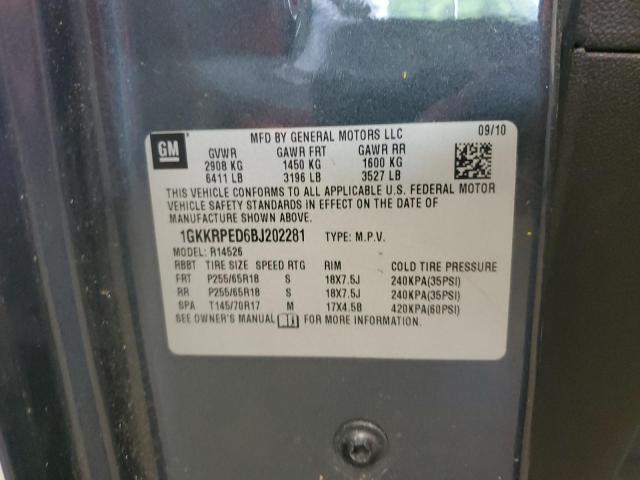 GM
MFD BY GENERAL MOTORS LLC 09/10
GVWR GAWR FRT GAWR RR
2908 KG 1450 KG 1600 KG
6411 LB 3196 LB 3527 LB
THIS VEHICLE CONFORMS TO ALL APPLICABLE U.S. FEDERAL MOTOR
VEHICLE SAFETY STANDARDS IN EFFECT ON THE DATE OF
MANUFACTURE SHOWN ABOVE.
1GKKRPED6BJ202281 TYPE: M.P.V.
MODEL: R14526
RBBT TIRE SIZE SPEED RTG RIM COLD TIRE PRESSURE
FRT P255/65R18 S 18X7.5J 240KPA(35PSI)
RR P255/65R18 S 18X7.5J 240KPA(35PSI)
SPA T145/70R17 M 17X4.5B 420KPA(60PSI)
SEE OWNER'S MANUAL FOR MORE INFORMATION.